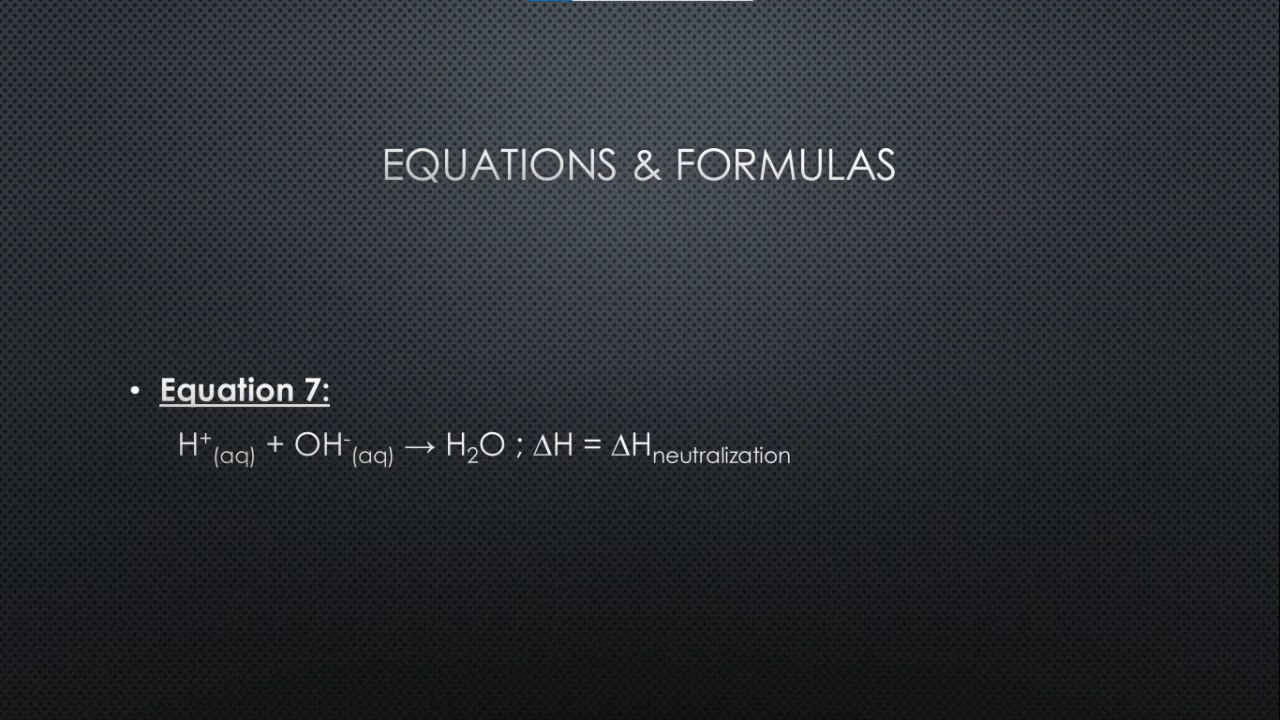 EQUATIONS & FORMULAS
• Equation 7:
H⁺(aq) + OH⁻(aq) → H₂O ; ΔH = ΔHneutralization